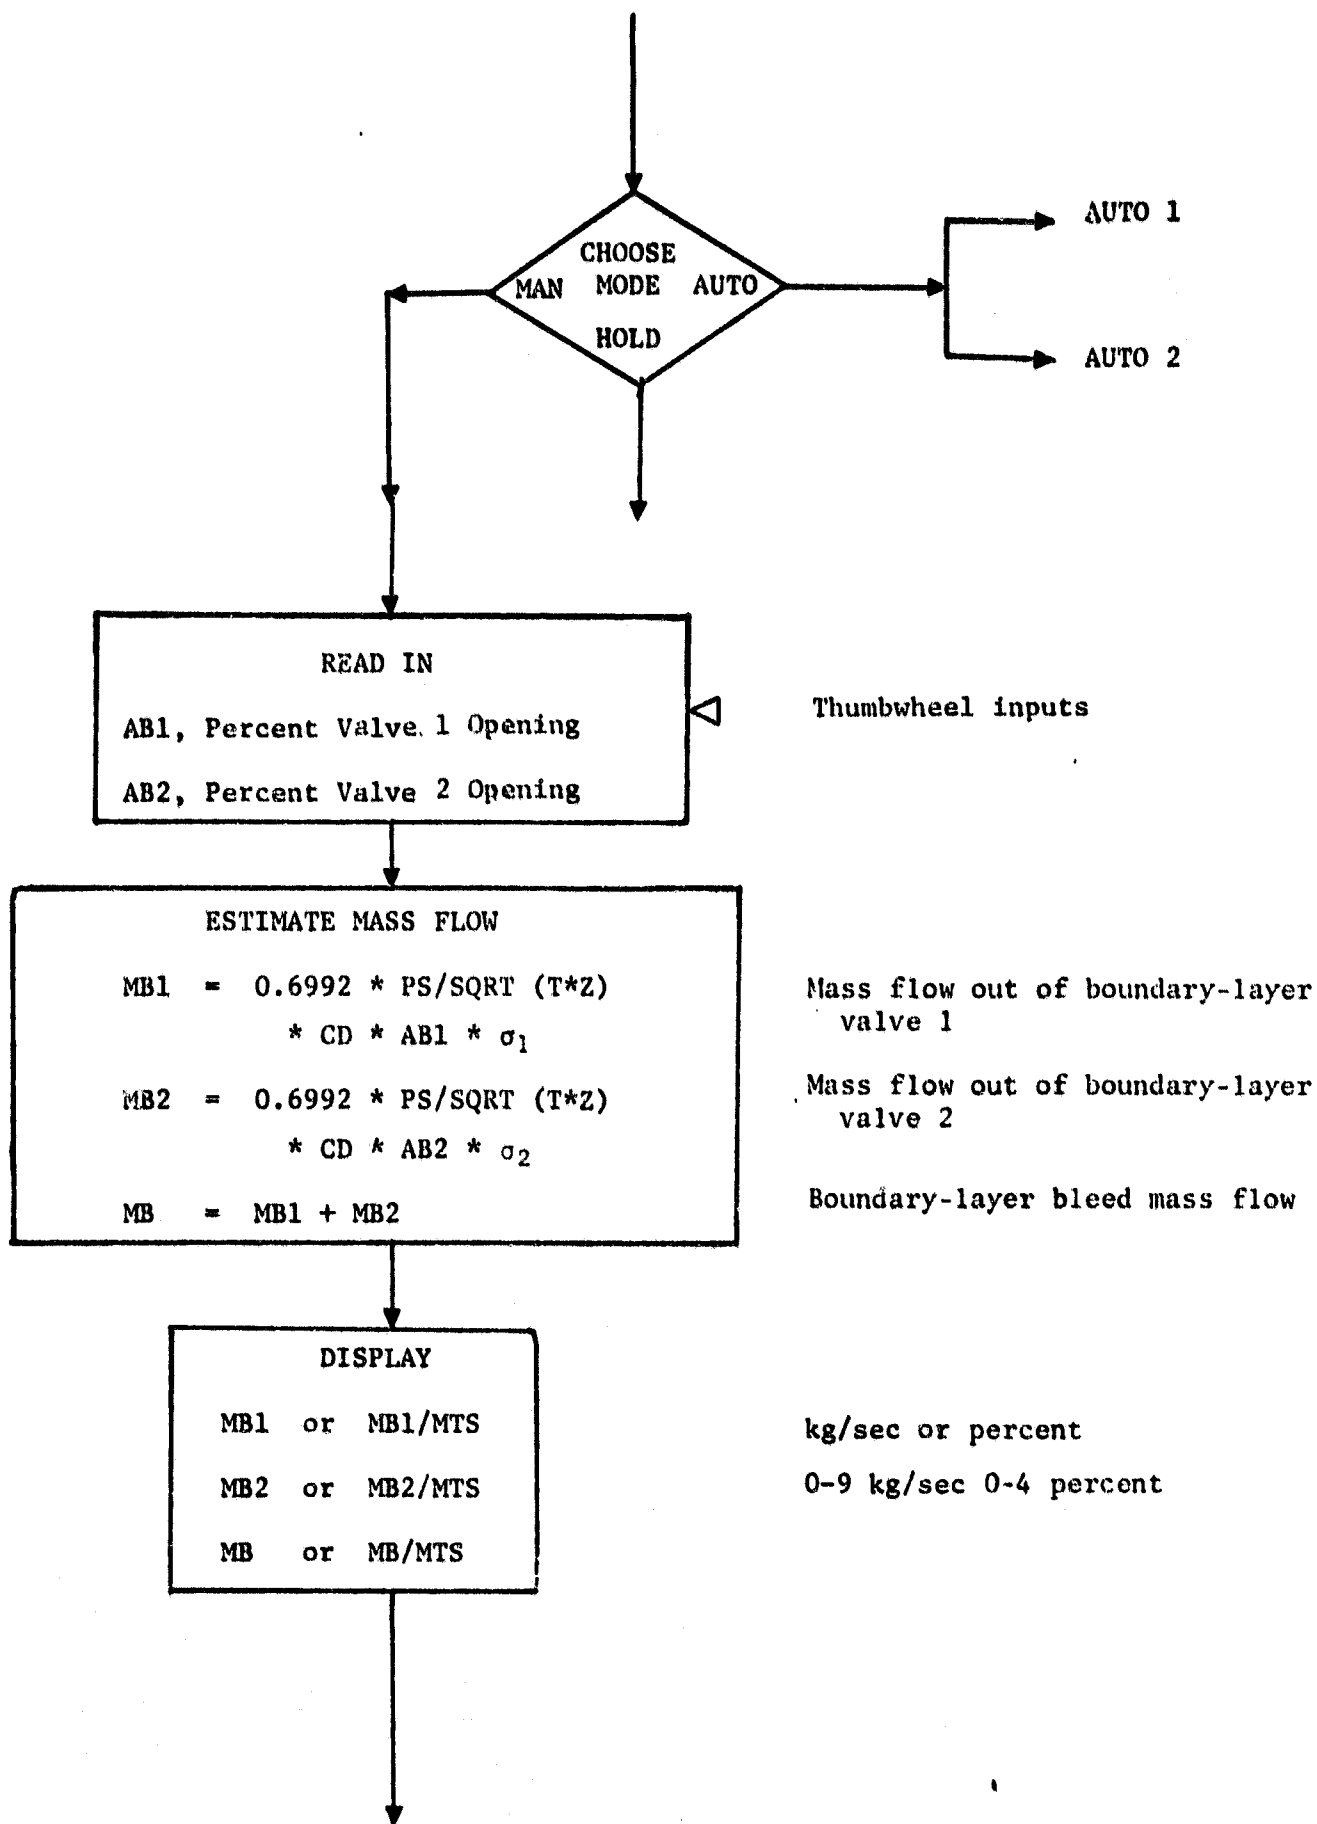 CHOOSE
MAN MODE AUTO
HOLD
AUTO 1
AUTO 2
READ IN
AB1, Percent Valve 1 Opening
AB2, Percent Valve 2 Opening
Thumbwheel inputs
ESTIMATE MASS FLOW
MB1 = 0.6992 * PS/SQRT (T*Z)
* CD * AB1 * σ₁
Mass flow out of boundary-layer
valve 1
MB2 = 0.6992 * PS/SQRT (T*Z)
* CD * AB2 * σ₂
Mass flow out of boundary-layer
valve 2
MB = MB1 + MB2
Boundary-layer bleed mass flow
DISPLAY
MB1 or MB1/MTS
MB2 or MB2/MTS
MB or MB/MTS
kg/sec or percent
0-9 kg/sec 0-4 percent